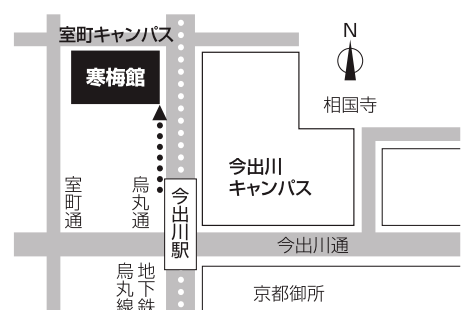 室町キャンパス
寒梅館
N
相国寺
今出川
キャンパス
室町通
烏丸通
今出川駅
今出川通
地下鉄
烏丸線
京都御所